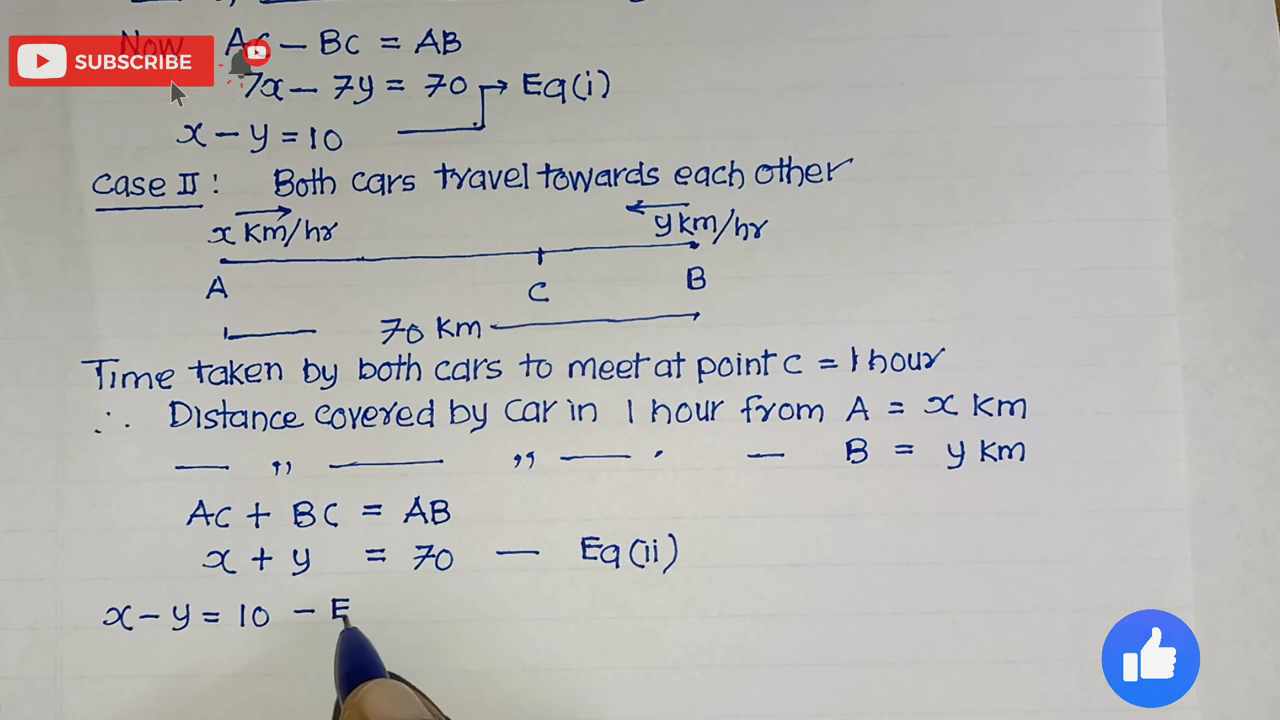 Now AC - BC = AB
SUBSCRIBE
7x - 7y = 70 → Eq(i)
x - y = 10
Case II : Both cars travel towards each other
x Km/hr y km/hr
A C B
70 Km
Time taken by both cars to meet at point C = 1 hour
∴ Distance covered by Car in 1 hour from A = x Km
— ,, — ,, — — B = y Km
AC + BC = AB
x + y = 70 — Eq (ii)
x - y = 10 - E